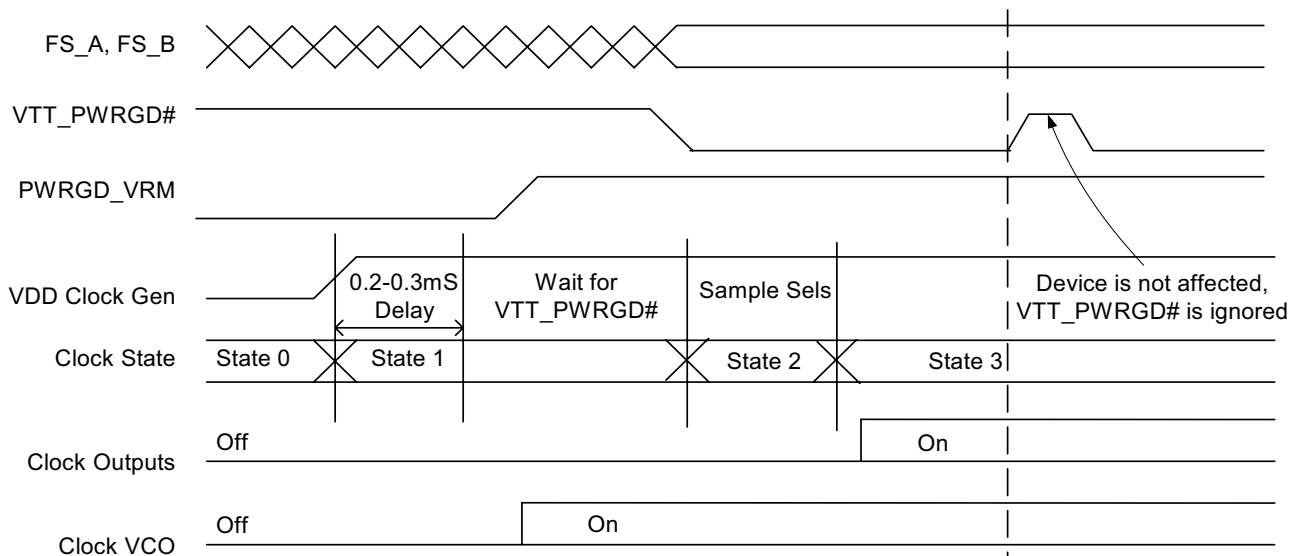 FS_A, FS_B
VTT_PWRGD#
PWRGD_VRM
VDD Clock Gen
0.2-0.3mS
Delay
Wait for
VTT_PWRGD#
Sample Sels
Device is not affected,
VTT_PWRGD# is ignored
Clock State
State 0
State 1
State 2
State 3
Clock Outputs
Off
On
Clock VCO
Off
On